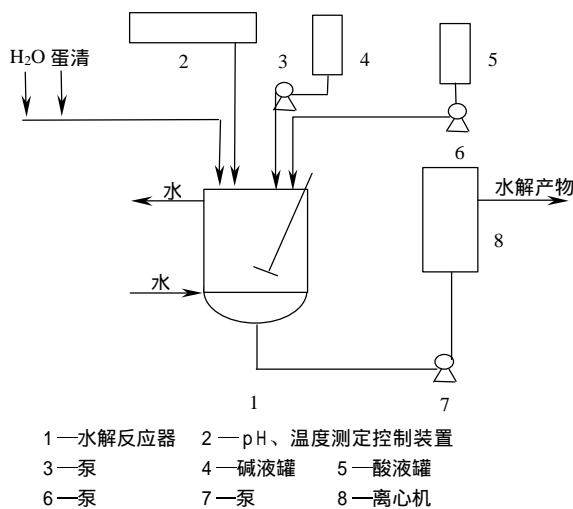 H₂O 蛋清
2
3
4
5
6
水
水解产物
8
水
1
7
1—水解反应器 2—pH、温度测定控制装置
3—泵 4—碱液罐 5—酸液罐
6—泵 7—泵 8—离心机